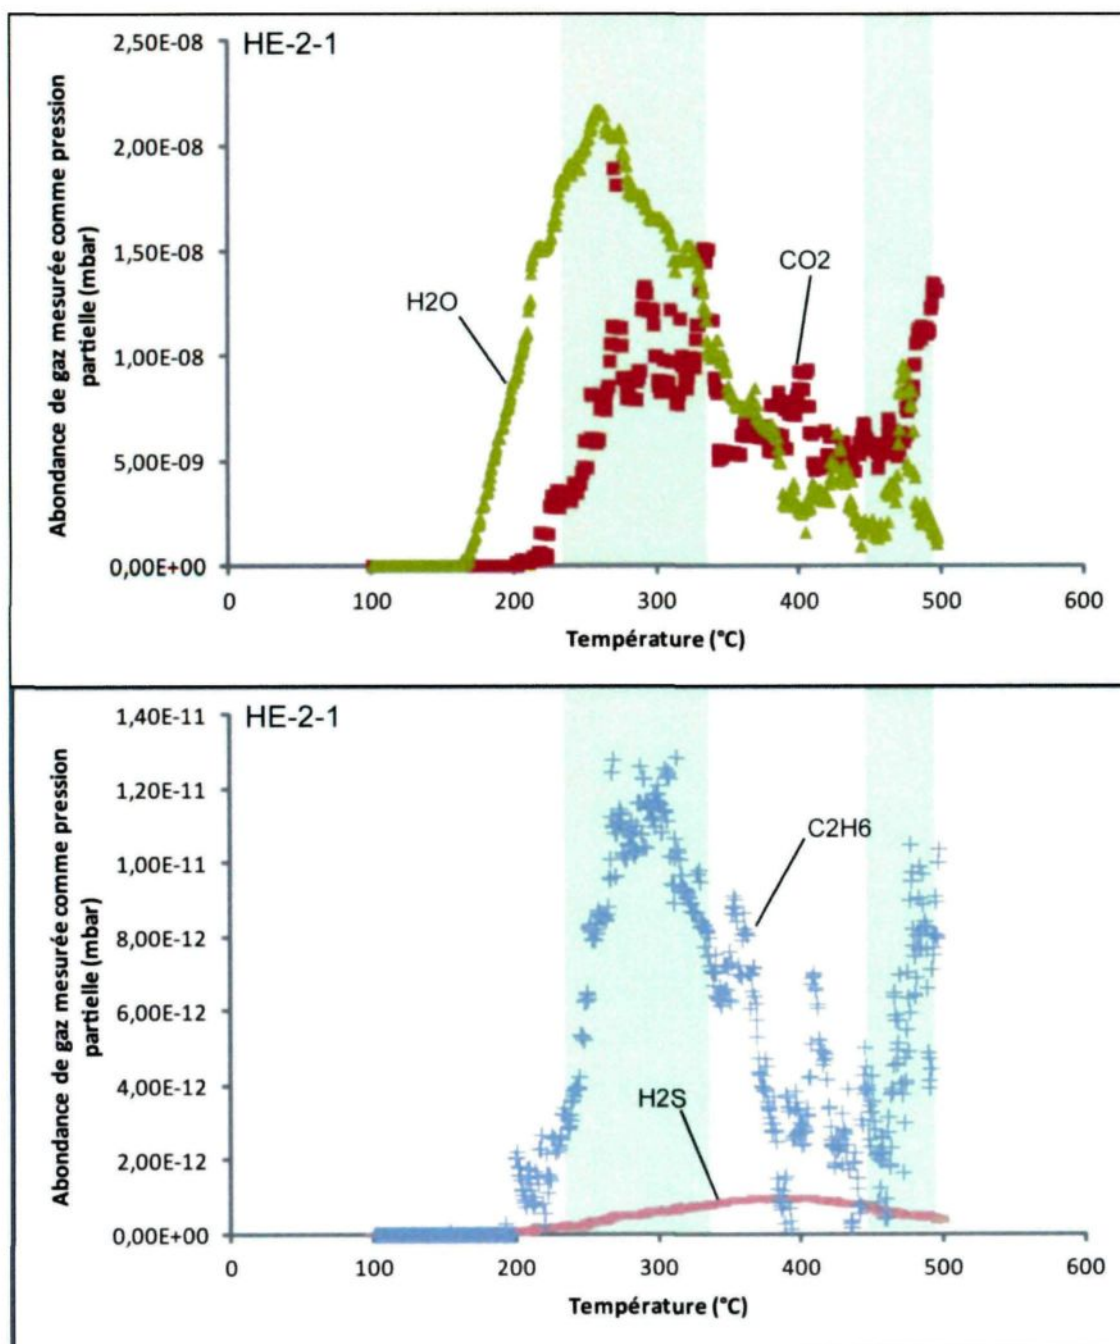 HE-2-1
Abondance de gaz mesurée comme pression
partielle (mbar)
2,50E-08
2,00E-08
1,50E-08
1,00E-08
5,00E-09
0,00E+00
H2O
CO2
0 100 200 300 400 500 600
Température (°C)
HE-2-1
Abondance de gaz mesurée comme pression
partielle (mbar)
1,40E-11
1,20E-11
1,00E-11
8,00E-12
6,00E-12
4,00E-12
2,00E-12
0,00E+00
C2H6
H2S
0 100 200 300 400 500 600
Température (°C)